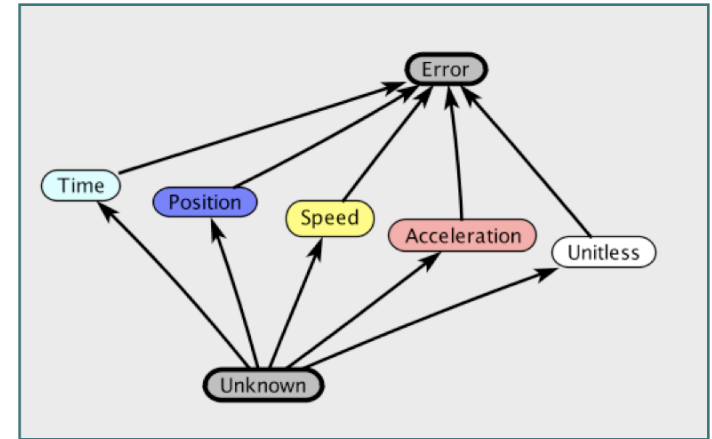 Error
Time
Position
Speed
Acceleration
Unitless
Unknown